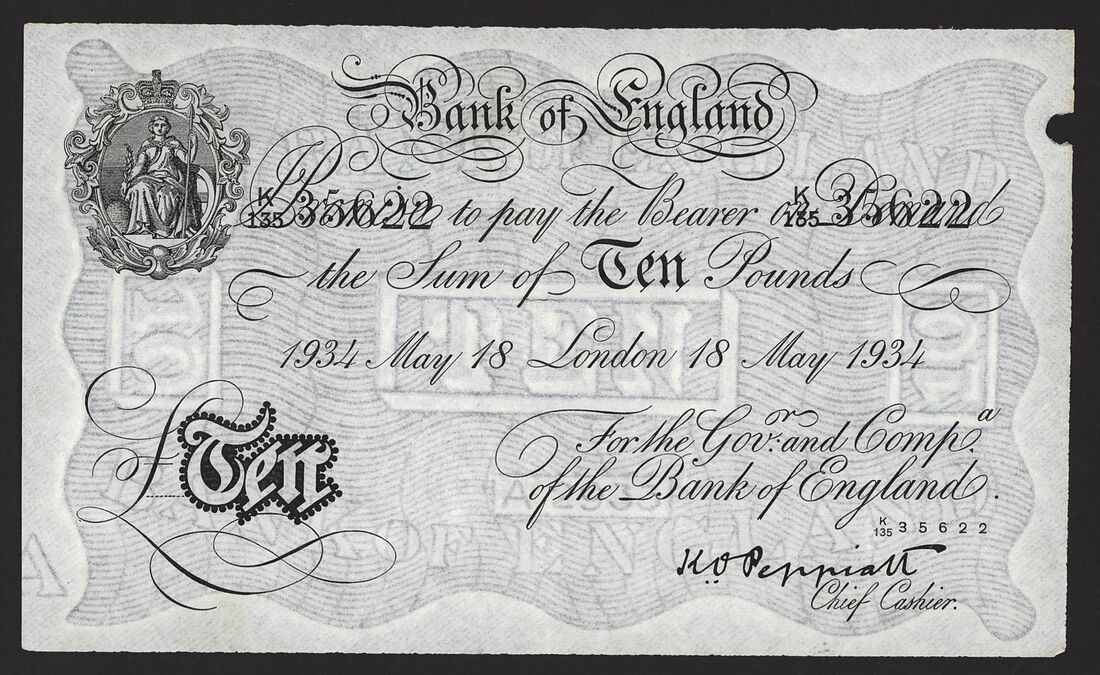 Bank of England
K/135 35622 I Promise to pay the Bearer on Demand K/135 35622
the Sum of Ten Pounds
1934 May 18 London 18 May 1934
For the Govr. and Compa.
of the Bank of England.
£Ten
K/135 35622
K.O. Peppiatt
Chief Cashier.
TEN